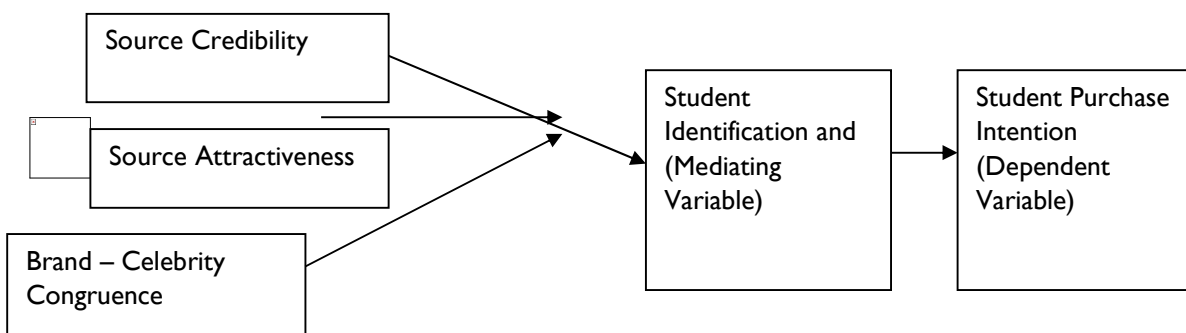 Source Credibility
Source Attractiveness
Brand – Celebrity
Congruence
Student
Identification and
(Mediating
Variable)
Student Purchase
Intention
(Dependent
Variable)